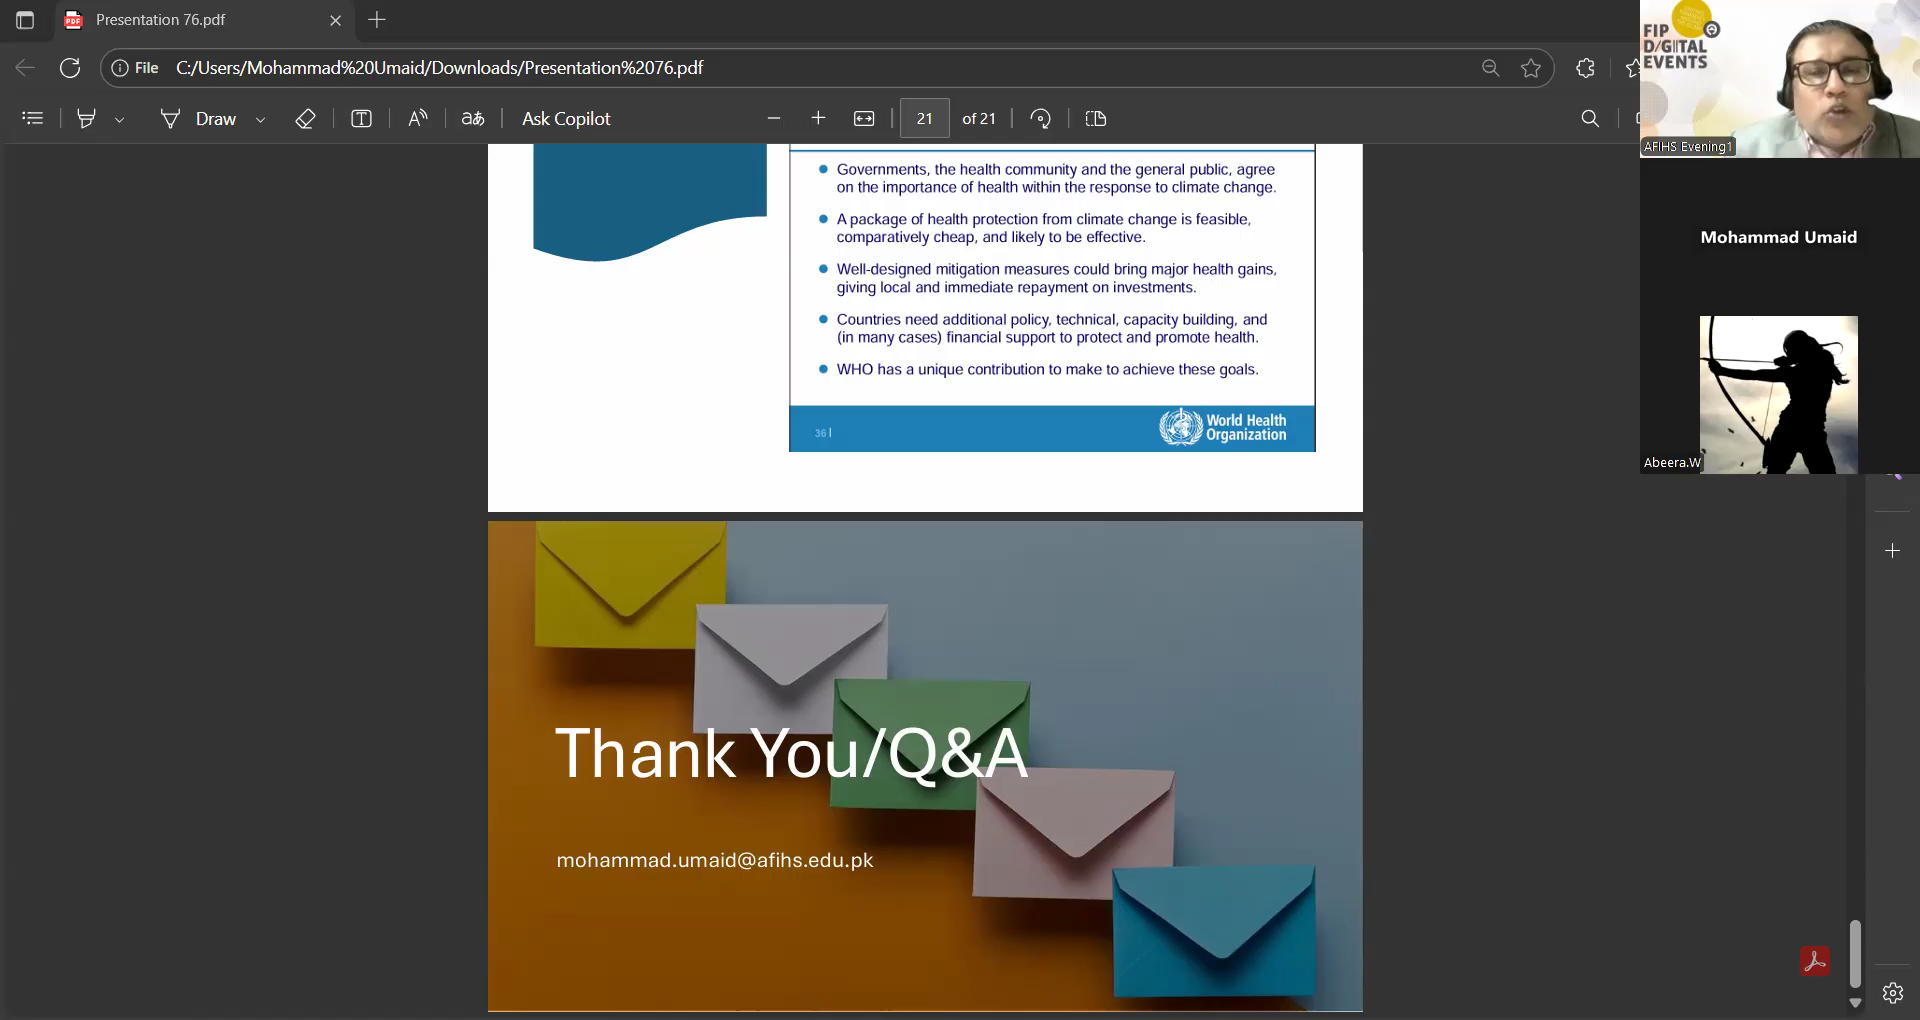 Presentation 76.pdf
File C:/Users/Mohammad%20Umaid/Downloads/Presentation%2076.pdf
Draw
Ask Copilot
21 of 21
Governments, the health community and the general public, agree
on the importance of health within the response to climate change.
A package of health protection from climate change is feasible,
comparatively cheap, and likely to be effective.
Well-designed mitigation measures could bring major health gains,
giving local and immediate repayment on investments.
Countries need additional policy, technical, capacity building, and
(in many cases) financial support to protect and promote health.
WHO has a unique contribution to make to achieve these goals.
36 |
World Health
Organization
Thank You/Q&A
mohammad.umaid@afihs.edu.pk
FIP
DIGITAL
EVENTS
AFIHS Evening1
Mohammad Umaid
Abeera.W